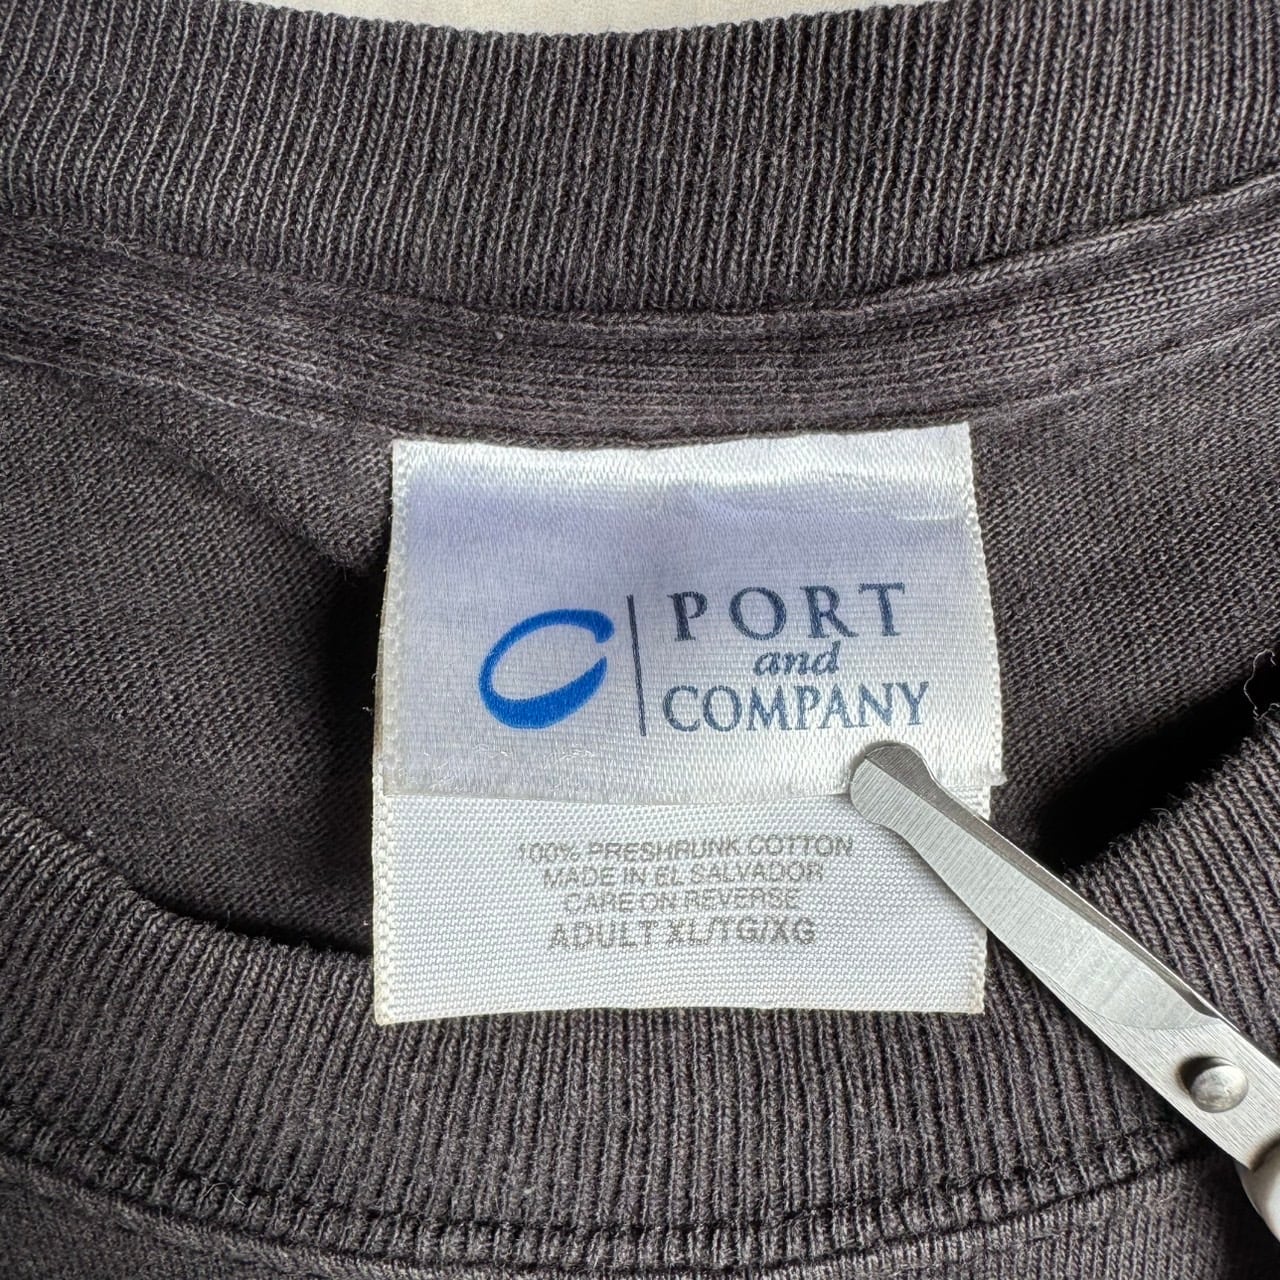 PORT
and
COMPANY
100% PRESHRUNK COTTON
MADE IN EL SALVADOR
CARE ON REVERSE
ADULT XL/TG/XG